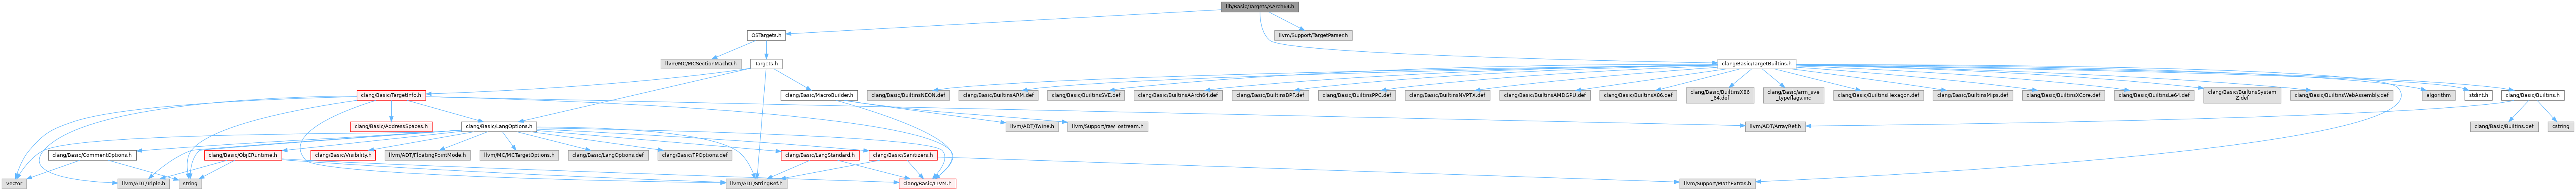 lib/Basic/Targets/AArch64.h
OSTargets.h
llvm/Support/TargetParser.h
llvm/MC/MCSectionMachO.h
Targets.h
clang/Basic/TargetBuiltins.h
clang/Basic/TargetInfo.h
clang/Basic/MacroBuilder.h
clang/Basic/BuiltinsNEON.def
clang/Basic/BuiltinsARM.def
clang/Basic/BuiltinsSVE.def
clang/Basic/BuiltinsAArch64.def
clang/Basic/BuiltinsBPF.def
clang/Basic/BuiltinsPPC.def
clang/Basic/BuiltinsNVPTX.def
clang/Basic/BuiltinsAMDGPU.def
clang/Basic/BuiltinsX86.def
clang/Basic/BuiltinsX86
_64.def
clang/Basic/arm_sve
_typeflags.inc
clang/Basic/BuiltinsHexagon.def
clang/Basic/BuiltinsMips.def
clang/Basic/BuiltinsXCore.def
clang/Basic/BuiltinsLe64.def
clang/Basic/BuiltinsSystem
Z.def
clang/Basic/BuiltinsWebAssembly.def
algorithm
stdint.h
clang/Basic/Builtins.h
clang/Basic/AddressSpaces.h
clang/Basic/LangOptions.h
llvm/ADT/Twine.h
llvm/Support/raw_ostream.h
llvm/ADT/ArrayRef.h
clang/Basic/Builtins.def
cstring
clang/Basic/CommentOptions.h
clang/Basic/ObjCRuntime.h
clang/Basic/Visibility.h
llvm/ADT/FloatingPointMode.h
llvm/MC/MCTargetOptions.h
clang/Basic/LangOptions.def
clang/Basic/FPOptions.def
clang/Basic/LangStandard.h
clang/Basic/Sanitizers.h
vector
llvm/ADT/Triple.h
string
llvm/ADT/StringRef.h
clang/Basic/LLVM.h
llvm/Support/MathExtras.h